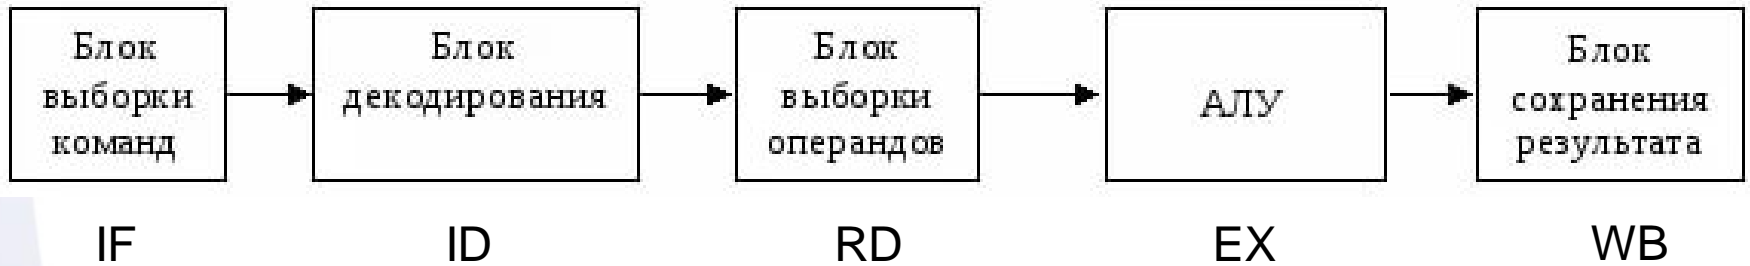 Блок
выборки
команд
Блок
декодирования
Блок
выборки
операндов
АЛУ
Блок
сохранения
результата
IF
ID
RD
EX
WB